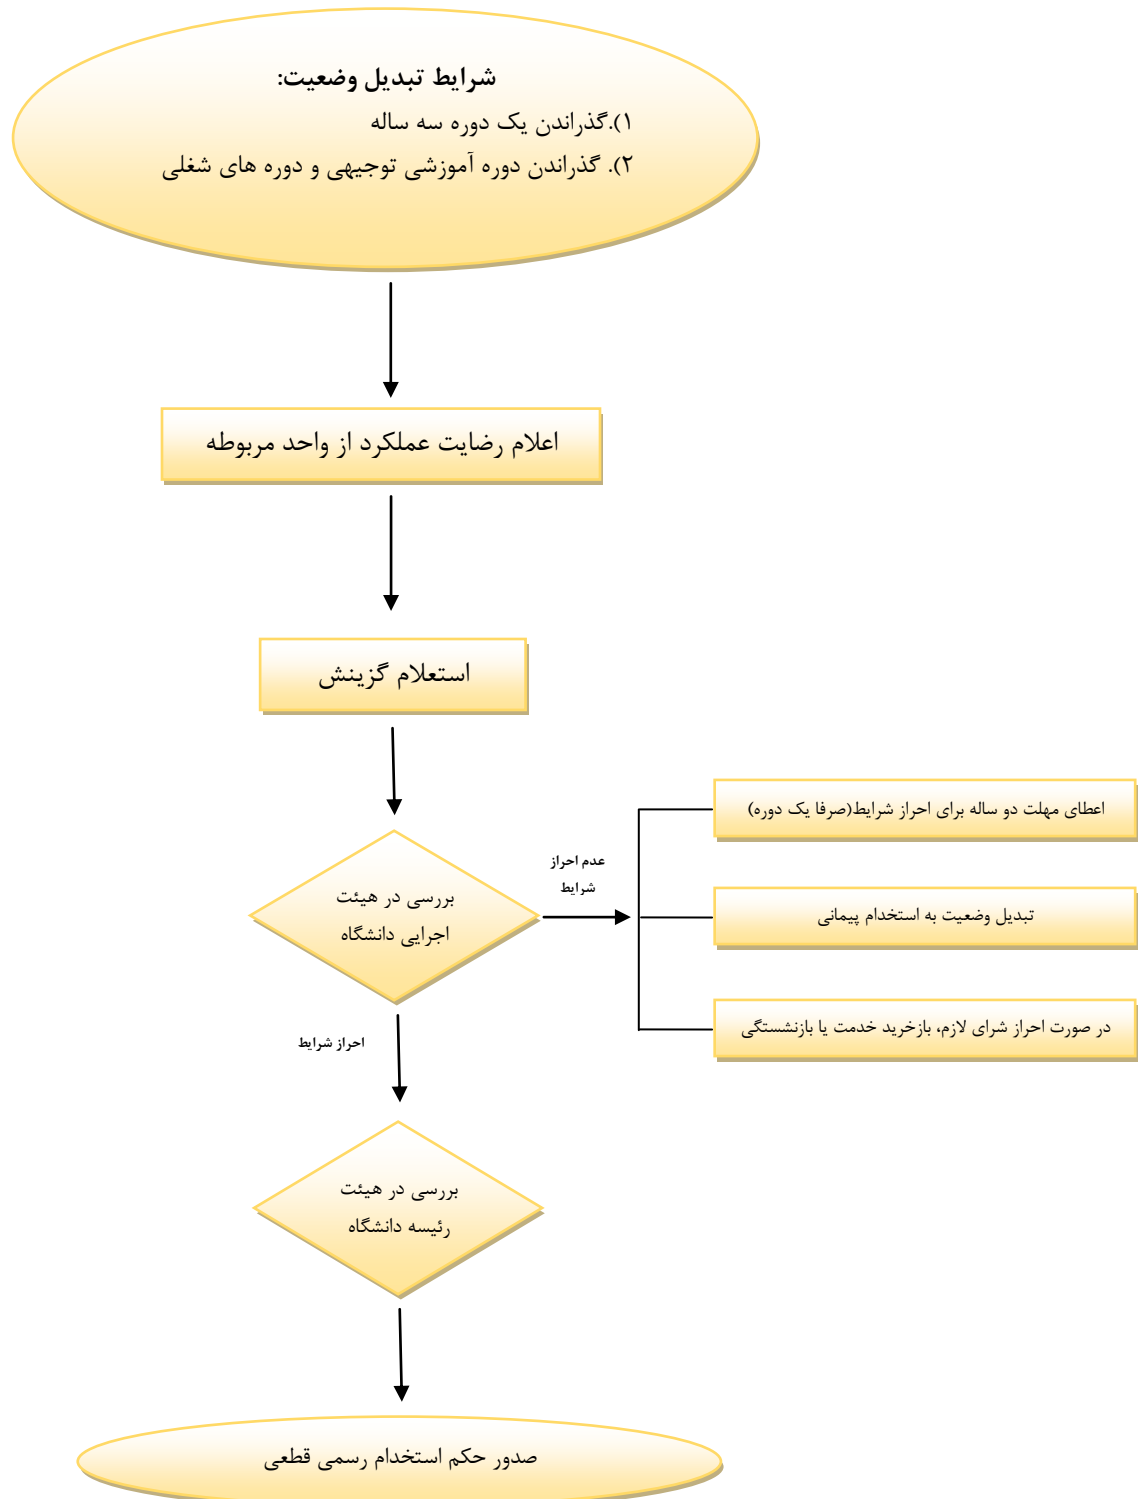 شرایط تبدیل وضعیت:
۱).گذراندن یک دوره سه ساله
۲). گذراندن دوره آموزشی توجیهی و دوره های شغلی
اعلام رضایت عملکرد از واحد مربوطه
استعلام گزینش
بررسی در هیئت
اجرایی دانشگاه
عدم احراز
شرایط
اعطای مهلت دو ساله برای احراز شرایط(صرفا یک دوره)
تبدیل وضعیت به استخدام پیمانی
در صورت احراز شرای لازم، بازخرید خدمت یا بازنشستگی
احراز شرایط
بررسی در هیئت
رئیسه دانشگاه
صدور حکم استخدام رسمی قطعی